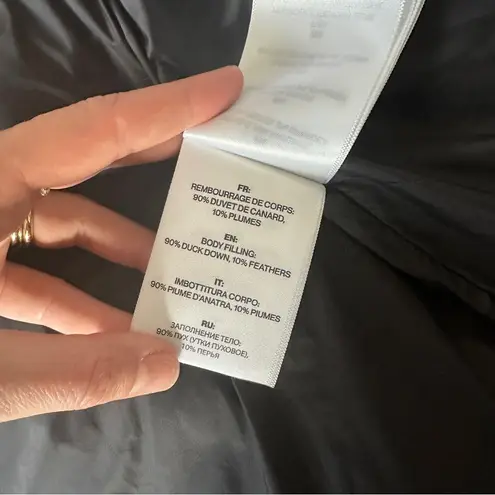 FR:
REMBOURRAGE DE CORPS:
90% DUVET DE CANARD,
10% PLUMES
EN:
BODY FILLING:
90% DUCK DOWN, 10% FEATHERS
IT:
IMBOTTITURA CORPO:
90% PIUME D'ANATRA, 10% PIUMES
RU:
ЗАПОЛНЕНИЕ ТЕЛО:
90% ПУХ (УТКИ ПУХОВОЕ),
10% ПЕРЬЯ